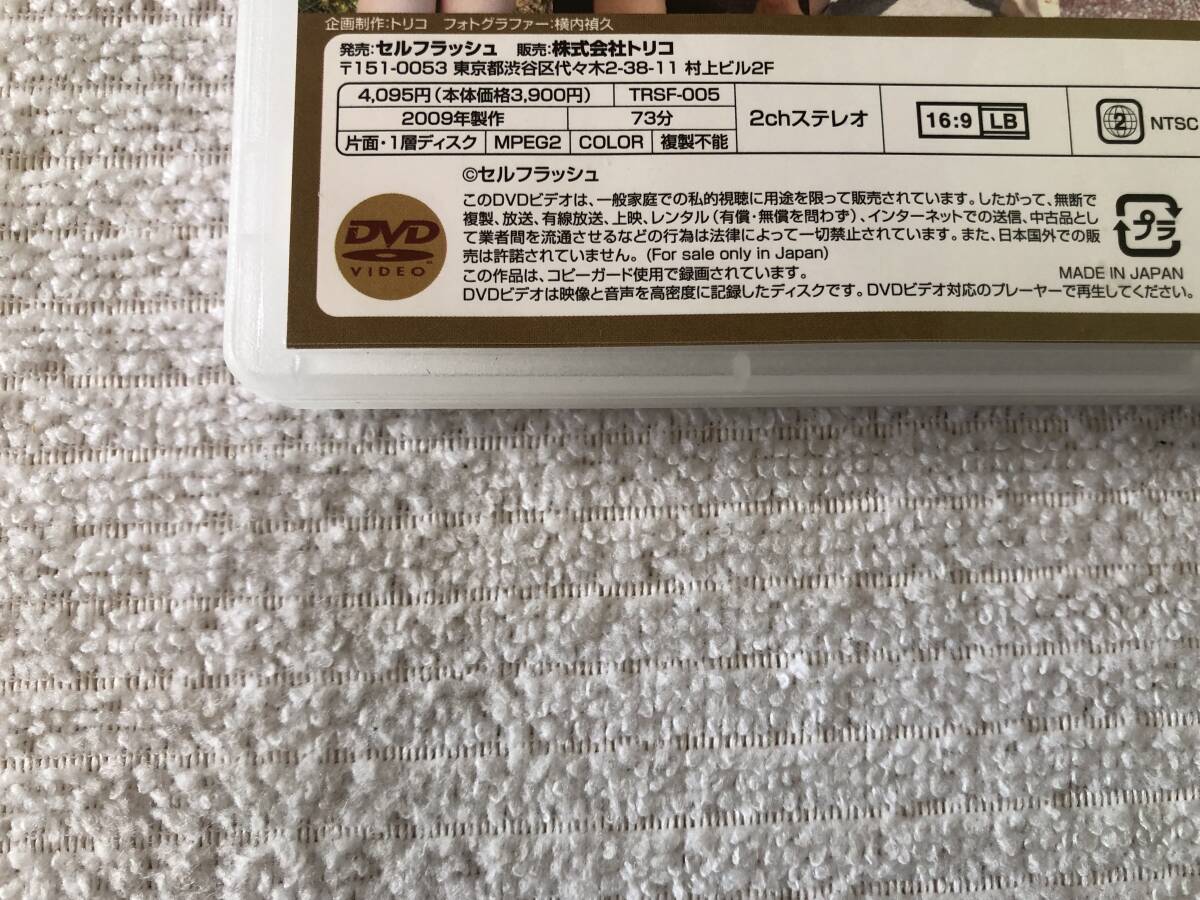 企画制作:トリコ フォトグラファー:横内禎久
発売:セルフラッシュ 販売:株式会社トリコ
〒151-0053 東京都渋谷区代々木2-38-11 村上ビル2F
4,095円(本体価格3,900円) TRSF-005
2009年製作 73分
片面・1層ディスク MPEG2 COLOR 複製不能
2chステレオ
16:9 LB
2 NTSC
©セルフラッシュ
このDVDビデオは、一般家庭での私的視聴に用途を限って販売されています。したがって、無断で
複製、放送、有線放送、上映、レンタル(有償・無償を問わず)、インターネットでの送信、中古品とし
て業者間を流通させるなどの行為は法律によって一切禁止されています。また、日本国外での販
売は許諾されていません。(For sale only in Japan)
この作品は、コピーガード使用で録画されています。
DVDビデオは映像と音声を高密度に記録したディスクです。DVDビデオ対応のプレーヤーで再生してください。
DVD
VIDEO
プラ
MADE IN JAPAN